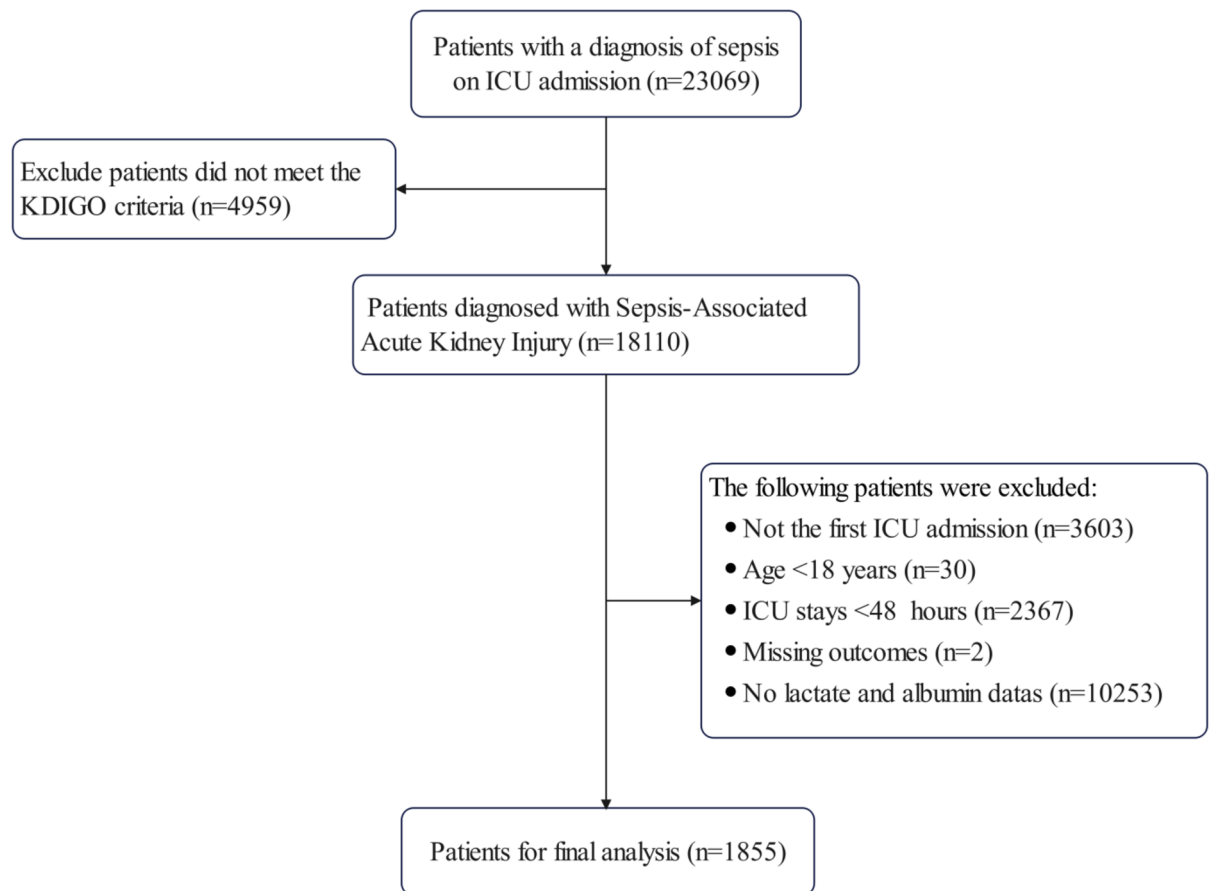 Patients with a diagnosis of sepsis
on ICU admission (n=23069)
Exclude patients did not meet the
KDIGO criteria (n=4959)
Patients diagnosed with Sepsis-Associated
Acute Kidney Injury (n=18110)
The following patients were excluded:
● Not the first ICU admission (n=3603)
● Age <18 years (n=30)
● ICU stays <48 hours (n=2367)
● Missing outcomes (n=2)
● No lactate and albumin datas (n=10253)
Patients for final analysis (n=1855)